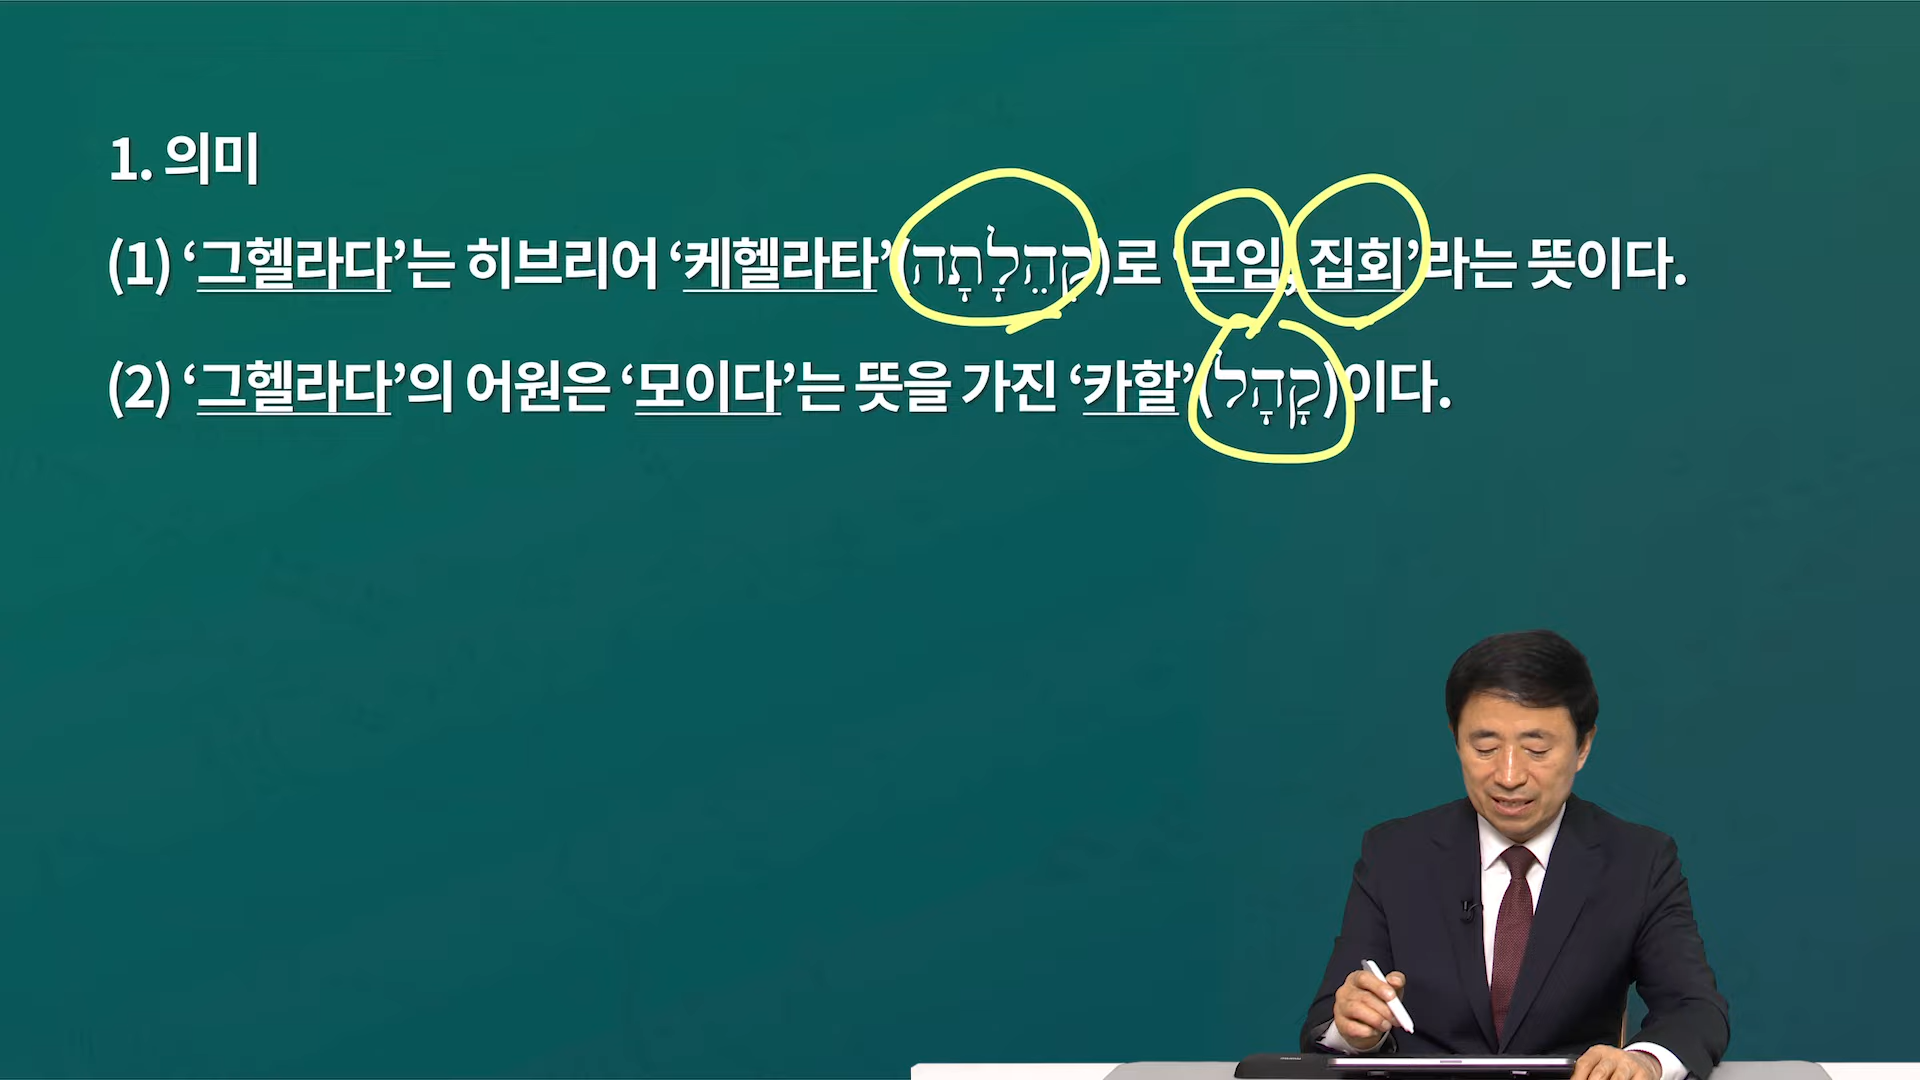 1. 의미
(1) ‘그헬라다’는 히브리어 ‘케헬라타’(קְהֵלָתָה)로 ‘모임, 집회’라는 뜻이다.
(2) ‘그헬라다’의 어원은 ‘모이다’는 뜻을 가진 ‘카할’(קָהָל)이다.